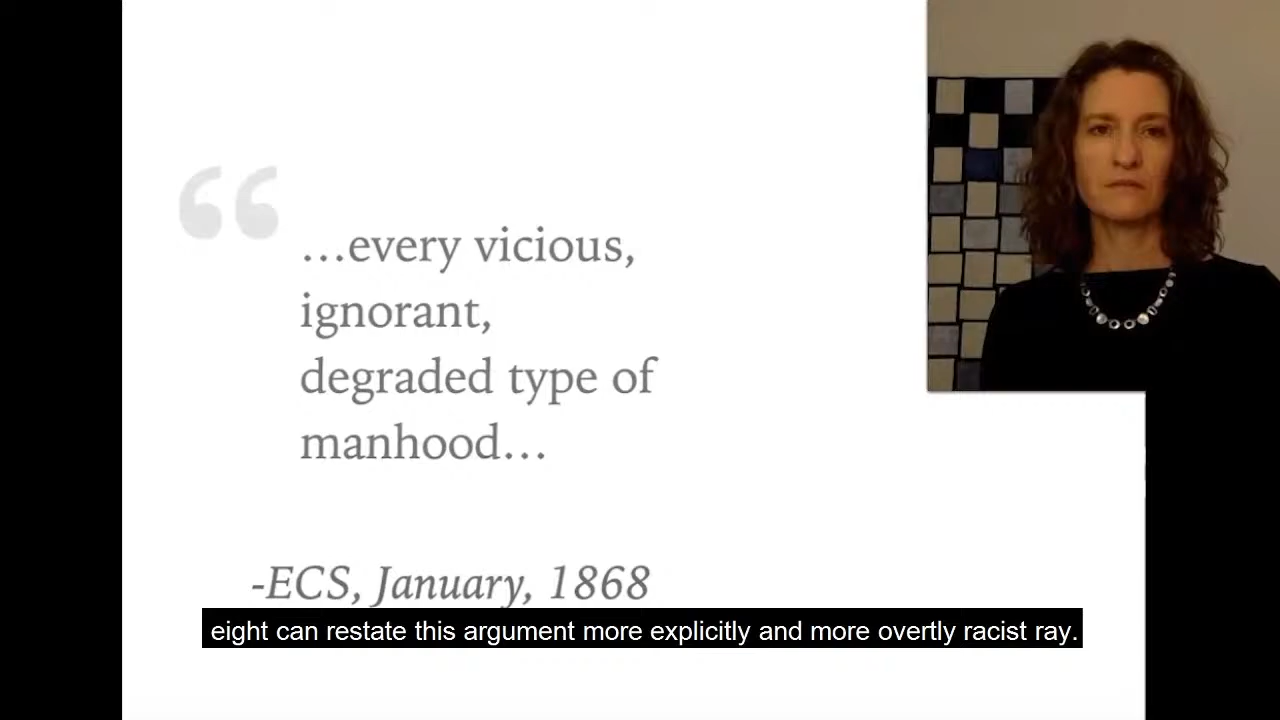 “
…every vicious,
ignorant,
degraded type of
manhood…
-ECS, January, 1868
eight can restate this argument more explicitly and more overtly racist ray.